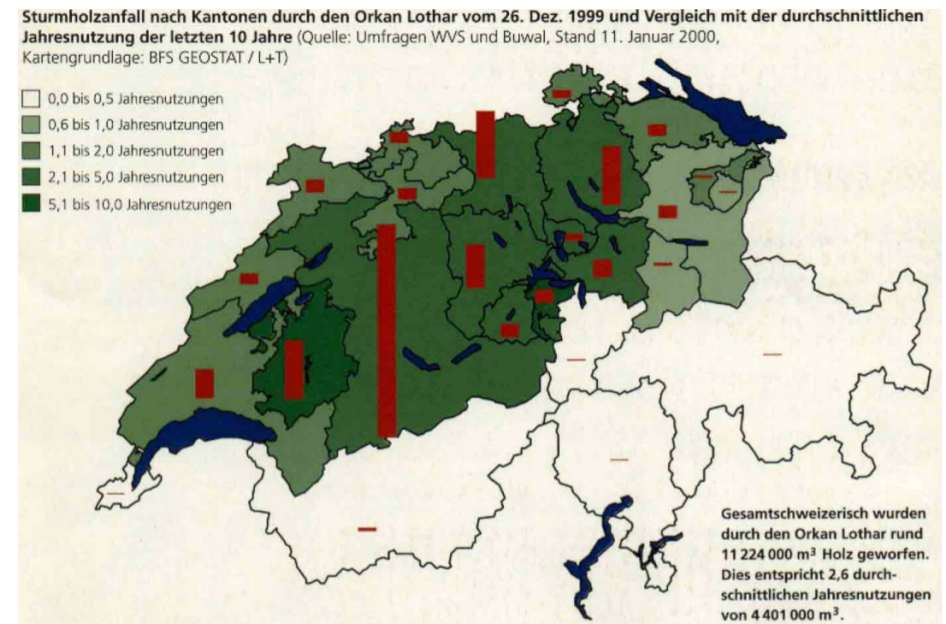 Sturmholzanfall nach Kantonen durch den Orkan Lothar vom 26. Dez. 1999 und Vergleich mit der durchschnittlichen
Jahresnutzung der letzten 10 Jahre (Quelle: Umfragen WVS und Buwal, Stand 11. Januar 2000,
Kartengrundlage: BFS GEOSTAT / L+T)
0,0 bis 0,5 Jahresnutzungen
0,6 bis 1,0 Jahresnutzungen
1,1 bis 2,0 Jahresnutzungen
2,1 bis 5,0 Jahresnutzungen
5,1 bis 10,0 Jahresnutzungen
Gesamtschweizerisch wurden
durch den Orkan Lothar rund
11 224 000 m³ Holz geworfen.
Dies entspricht 2,6 durch-
schnittlichen Jahresnutzungen
von 4 401 000 m³.